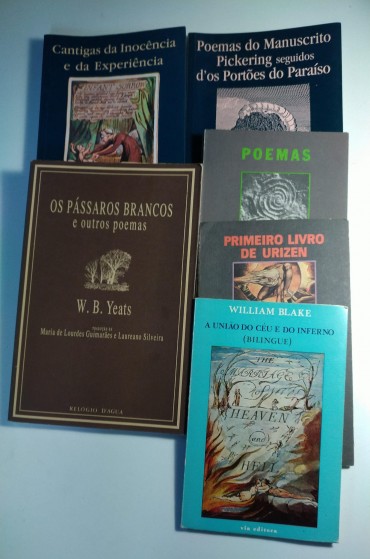 Cantigas da Inocência
e da Experiência
Poemas do Manuscrito
Pickering seguidos
d'os Portões do Paraíso
POEMAS
OS PÁSSAROS BRANCOS
e outros poemas
W. B. Yeats
Maria de Lourdes Guimarães e Laureano Silveira
RELÓGIO D'ÁGUA
PRIMEIRO LIVRO
DE URIZEN
WILLIAM BLAKE
A UNIÃO DO CÉU E DO INFERNO
(BILINGUE)
THE
MARRIAGE
of
HEAVEN
and
HELL
via editora